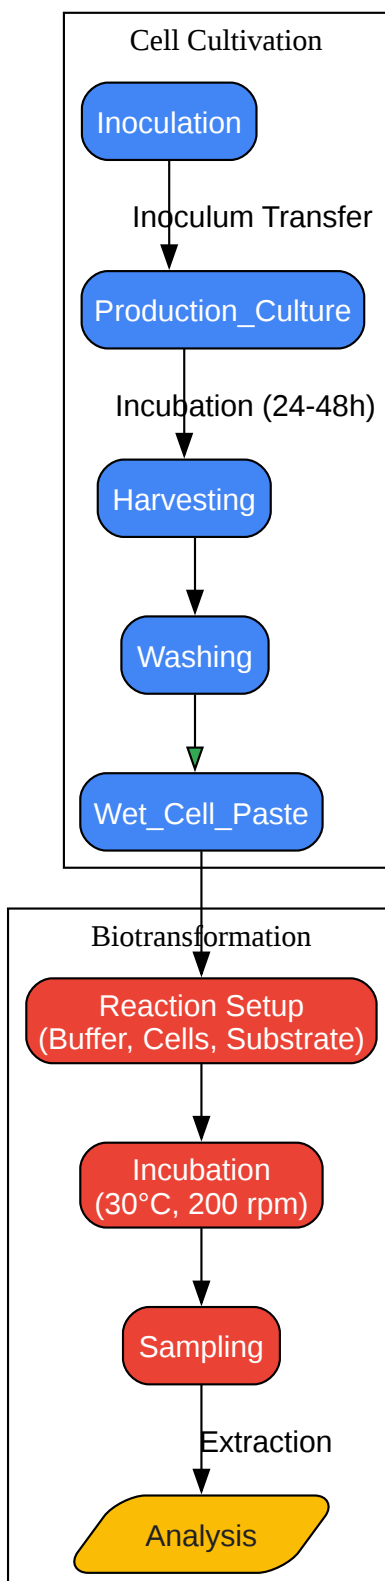 Cell Cultivation
Inoculation
Inoculum Transfer
Production_Culture
Incubation (24-48h)
Harvesting
Washing
Wet_Cell_Paste
Biotransformation
Reaction Setup
(Buffer, Cells, Substrate)
Incubation
(30°C, 200 rpm)
Sampling
Extraction
Analysis